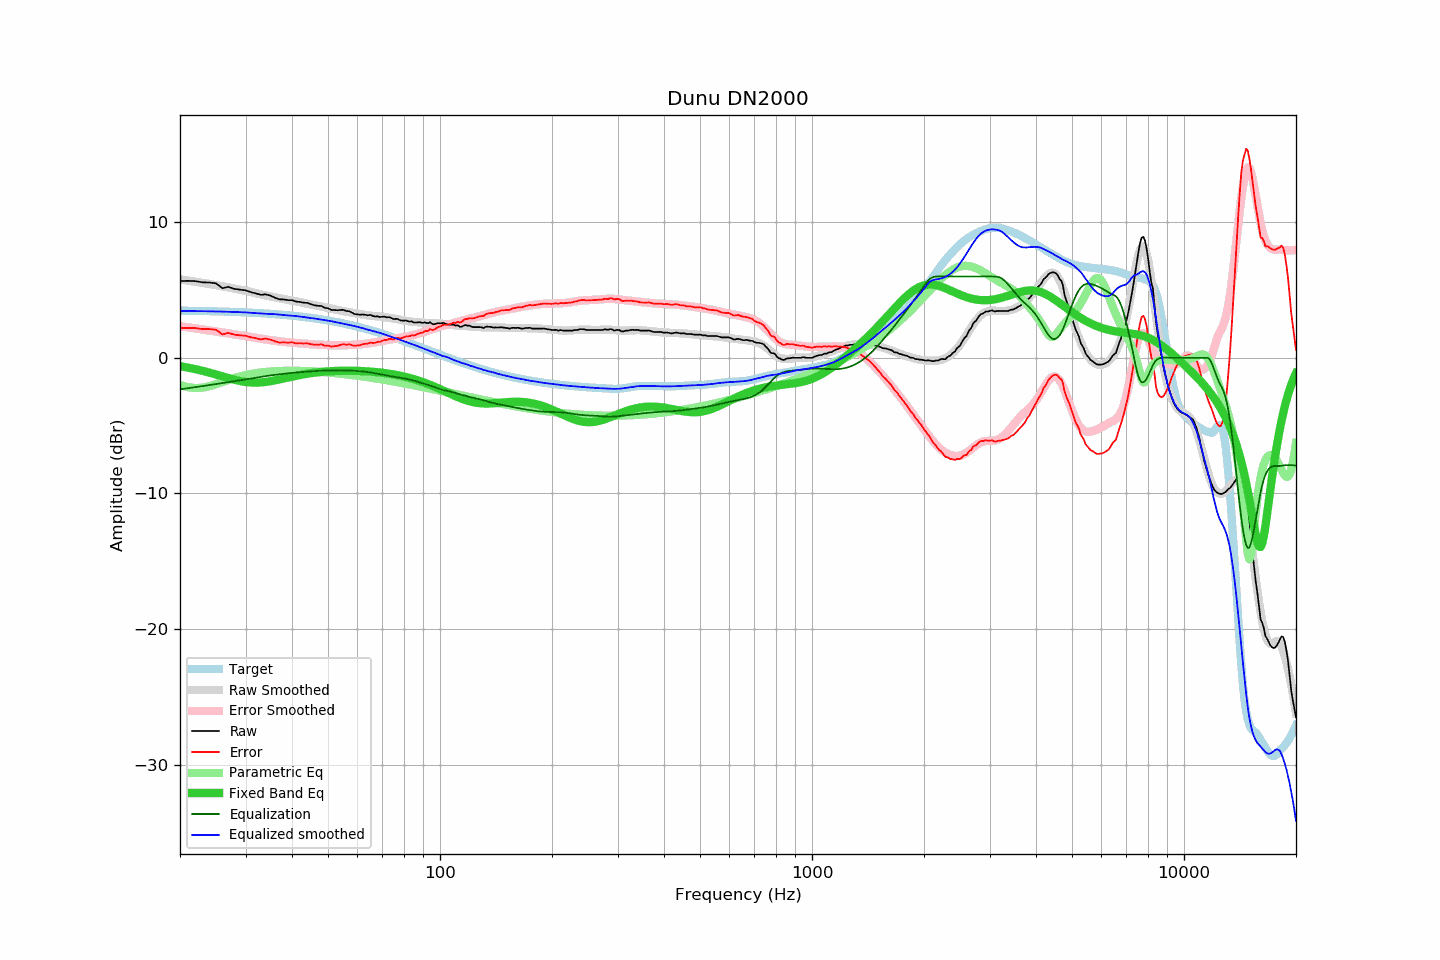 Dunu DN2000
Amplitude (dBr)
10
0
−10
−20
−30
Target
Raw Smoothed
Error Smoothed
Raw
Error
Parametric Eq
Fixed Band Eq
Equalization
Equalized smoothed
100
1000
10000
Frequency (Hz)